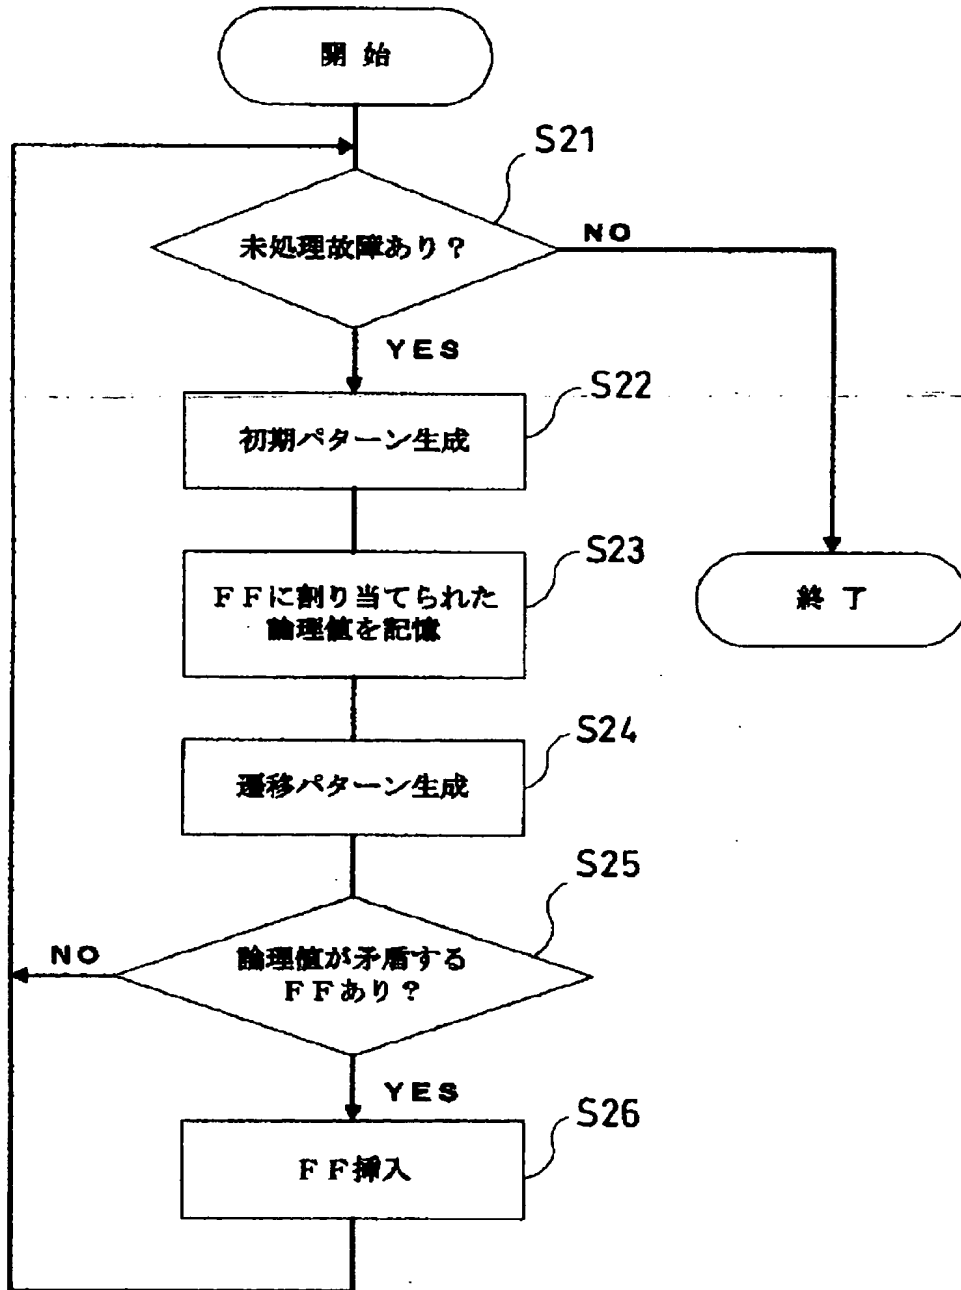 開 始
S21
未処理故障あり？
NO
YES
S22
初期パターン生成
S23
ＦＦに割り当てられた
論理値を記憶
終 了
S24
遷移パターン生成
S25
論理値が矛盾する
ＦＦあり？
NO
YES
S26
ＦＦ挿入